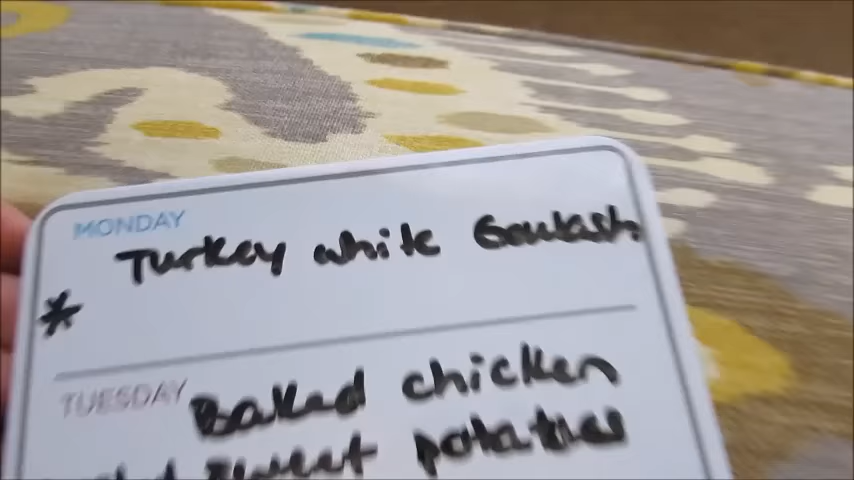 MONDAY
Turkey white Goulash
*
TUESDAY
Baked chicken
sweet potatoes